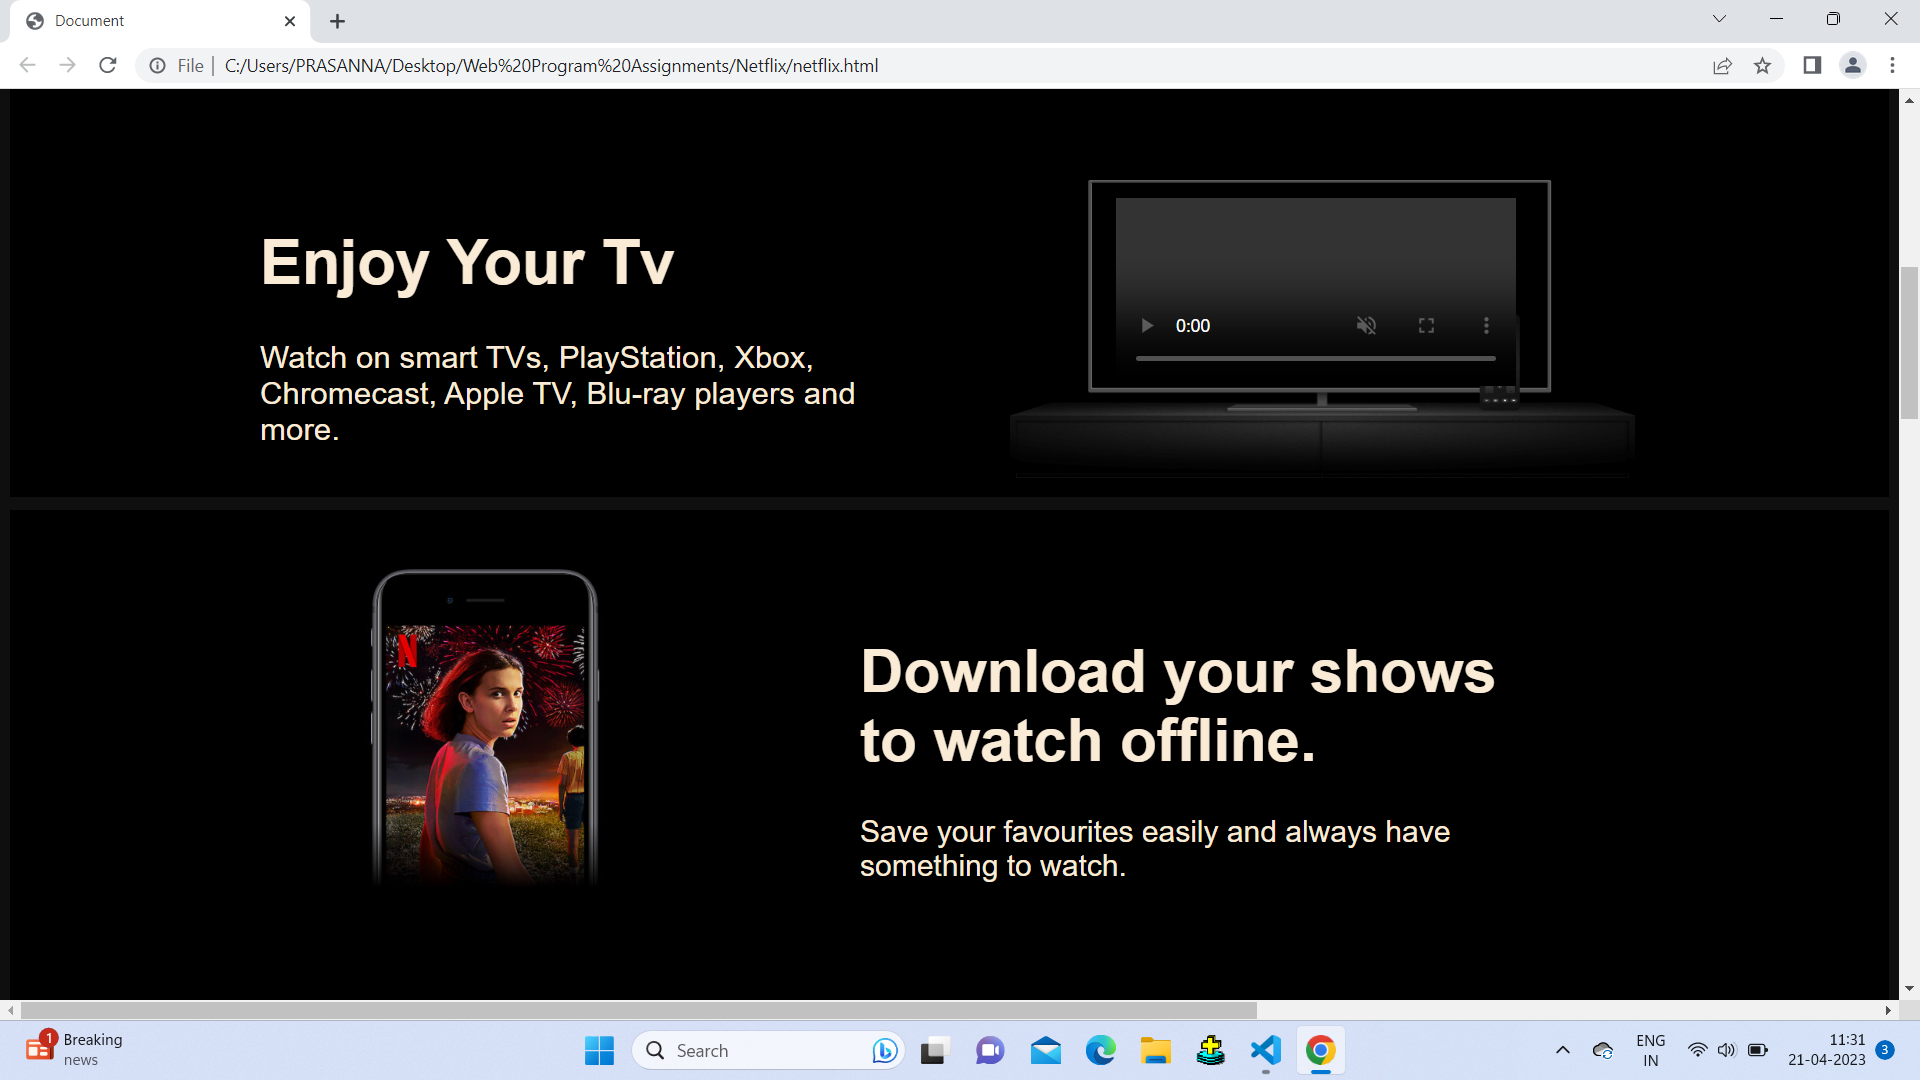 Document
File
C:/Users/PRASANNA/Desktop/Web%20Program%20Assignments/Netflix/netflix.html
Enjoy Your Tv
Watch on smart TVs, PlayStation, Xbox,
Chromecast, Apple TV, Blu-ray players and
more.
0:00
N
Download your shows
to watch offline.
Save your favourites easily and always have
something to watch.
1
Breaking
news
Search
ENG
IN
11:31
21-04-2023
3